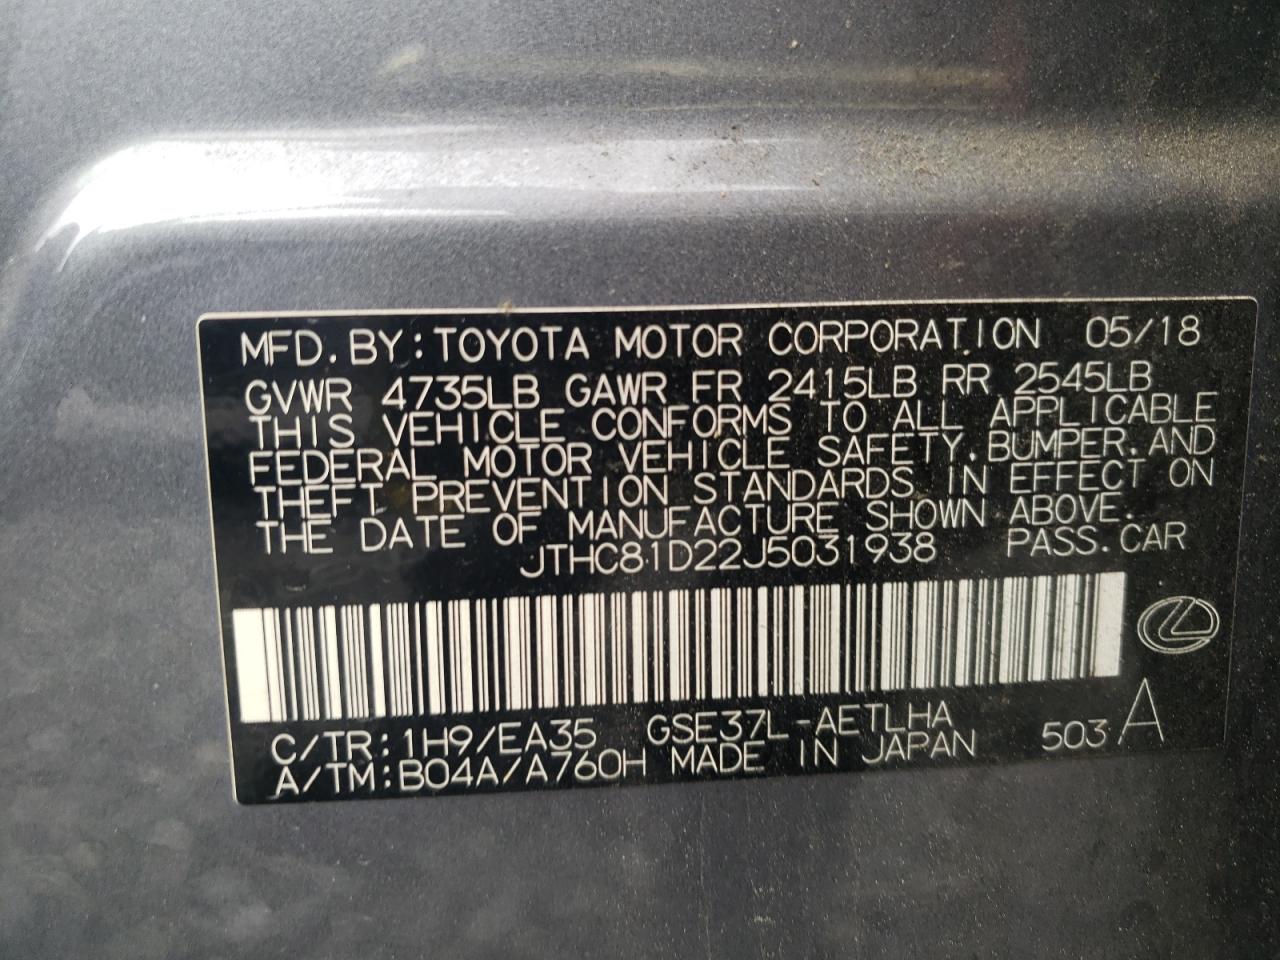 MFD. BY: TOYOTA MOTOR CORPORATION 05/18
GVWR 4735LB GAWR FR 2415LB RR 2545LB
THIS VEHICLE CONFORMS TO ALL APPLICABLE
FEDERAL MOTOR VEHICLE SAFETY, BUMPER, AND
THEFT PREVENTION STANDARDS IN EFFECT ON
THE DATE OF MANUFACTURE SHOWN ABOVE.
JTHC81D22J5031938 PASS. CAR
C/TR: 1H9/EA35 GSE37L-AETLHA
A/TM: B04A/A760H MADE IN JAPAN 503 A